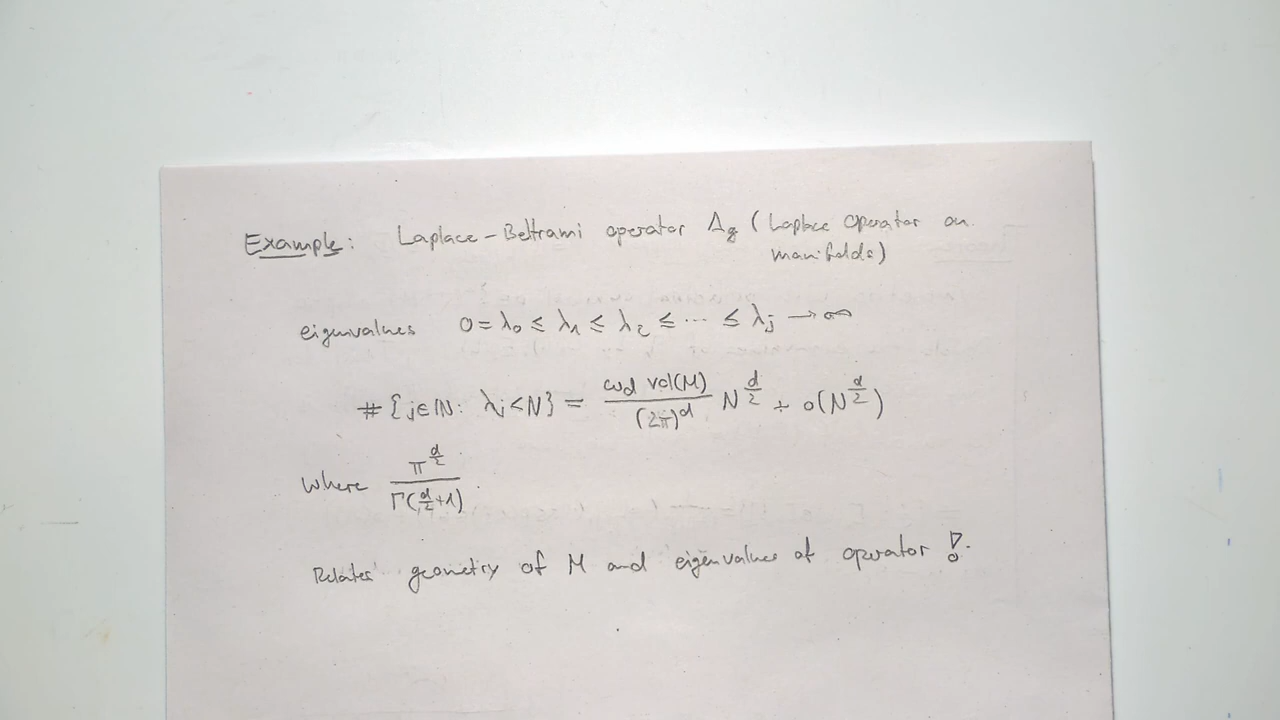 Example: Laplace-Beltrami operator Δg (Laplace operator on
manifolds)
eigenvalues 0 = λ₀ ≤ λ₁ ≤ λ₂ ≤ ⋯ ≤ λj → ∞
#{j∈ℕ: λj<N} = ωd vol(M)/(2π)^d N^(d/2) + o(N^(d/2))
where π^(d/2)/Γ(d/2+1).
Relates geometry of M and eigenvalues of operator!